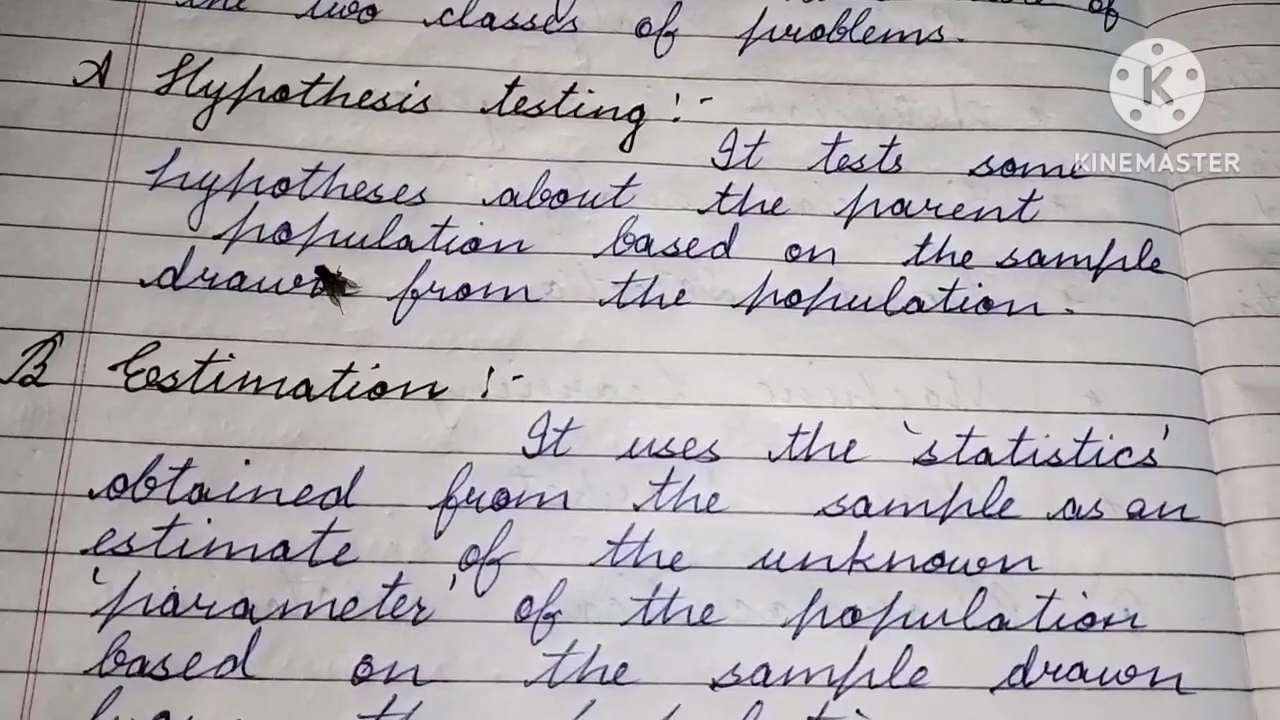 the two classes of problems.
A Hypothesis testing :-
It tests some
hypotheses about the parent
population based on the sample
drawn from the population.
B Estimation :-
It uses the 'statistics'
obtained from the sample as an
estimate of the unknown
'parameter' of the population
based on the sample drawn
KINEMASTER